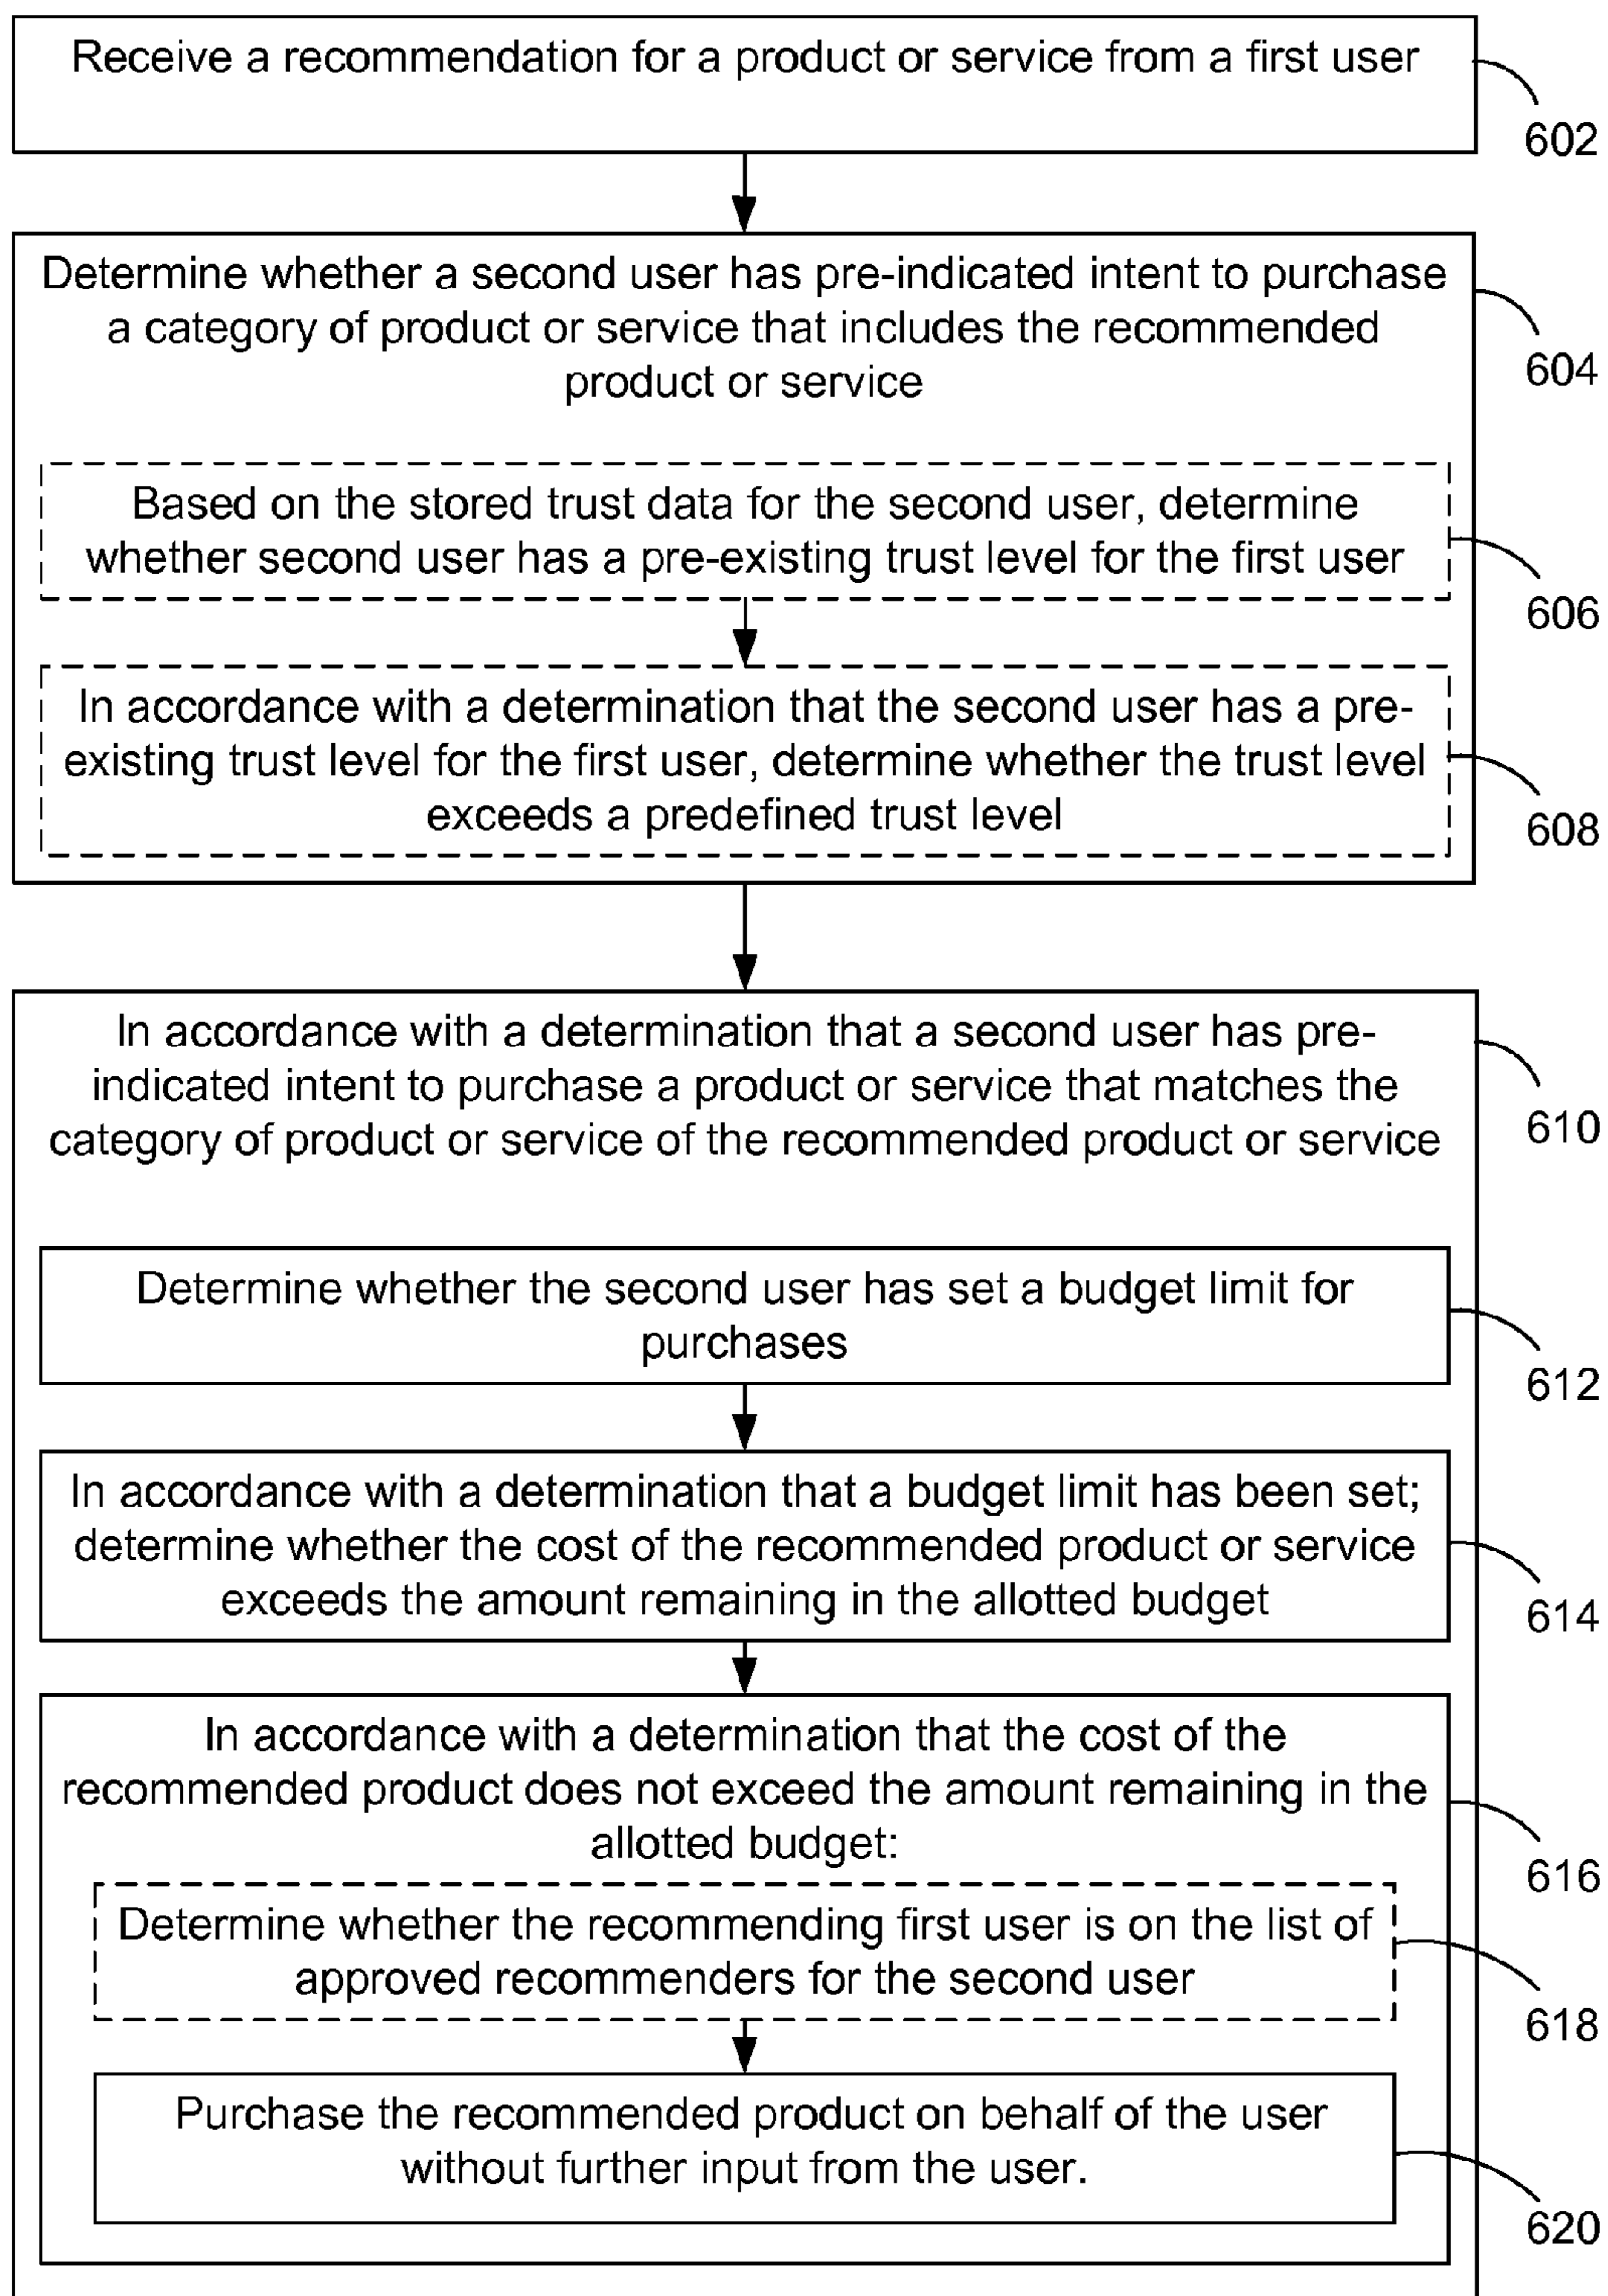 Receive a recommendation for a product or service from a first user
602
Determine whether a second user has pre-indicated intent to purchase
a category of product or service that includes the recommended
product or service
604
Based on the stored trust data for the second user, determine
whether second user has a pre-existing trust level for the first user
606
In accordance with a determination that the second user has a pre-
existing trust level for the first user, determine whether the trust level
exceeds a predefined trust level
608
In accordance with a determination that a second user has pre-
indicated intent to purchase a product or service that matches the
category of product or service of the recommended product or service
610
Determine whether the second user has set a budget limit for
purchases
612
In accordance with a determination that a budget limit has been set;
determine whether the cost of the recommended product or service
exceeds the amount remaining in the allotted budget
614
In accordance with a determination that the cost of the
recommended product does not exceed the amount remaining in the
allotted budget:
616
Determine whether the recommending first user is on the list of
approved recommenders for the second user
618
Purchase the recommended product on behalf of the user
without further input from the user.
620